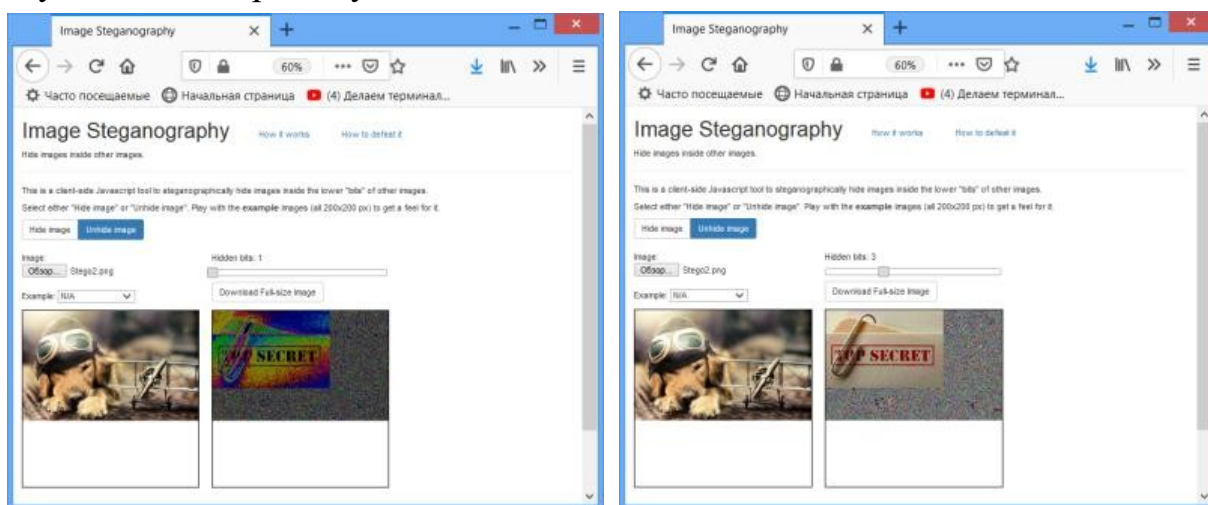 Image Steganography
60%
Часто посещаемые Начальная страница (4) Делаем терминал...
Image Steganography How it works How to defeat it
Hide images inside other images.
This is a client-side Javascript tool to steganographically hide images inside the lower "bits" of other images.
Select either "Hide image" or "Unhide image". Play with the example images (all 200x200 px) to get a feel for it.
Hide image Unhide image
Image: Hidden bits: 1
Обзор... Stego2.png
Example: N/A Download Full-size Image
TOP SECRET
Image Steganography
60%
Часто посещаемые Начальная страница (4) Делаем терминал...
Image Steganography How it works How to defeat it
Hide images inside other images.
This is a client-side Javascript tool to steganographically hide images inside the lower "bits" of other images.
Select either "Hide image" or "Unhide image". Play with the example images (all 200x200 px) to get a feel for it.
Hide image Unhide image
Image: Hidden bits: 3
Обзор... Stego2.png
Example: N/A Download Full-size Image
TOP SECRET